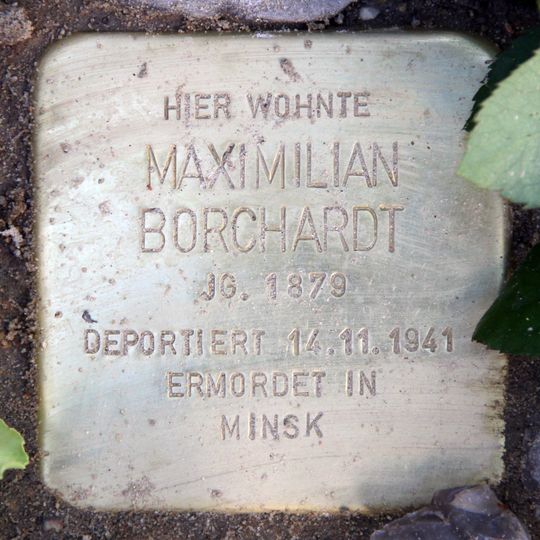 HIER WOHNTE
MAXIMILIAN
BORCHARDT
JG. 1879
DEPORTIERT 14.11.1941
ERMORDET IN
MINSK